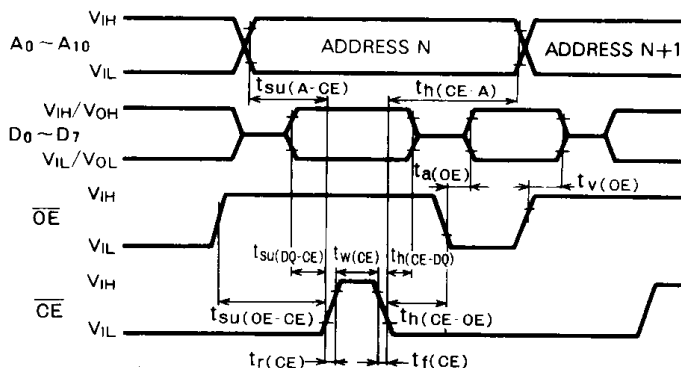 VIH
A0 ~ A10
VIL
ADDRESS N
ADDRESS N+1
tsu(A-CE)
th(CE-A)
VIH/VOH
D0 ~ D7
VIL/VOL
ta(OE)
tv(OE)
VIH
OE
VIL
tsu(DQ-CE)
tw(CE)
th(CE-DQ)
VIH
CE
VIL
tsu(OE-CE)
th(CE-OE)
tr(CE)
tf(CE)